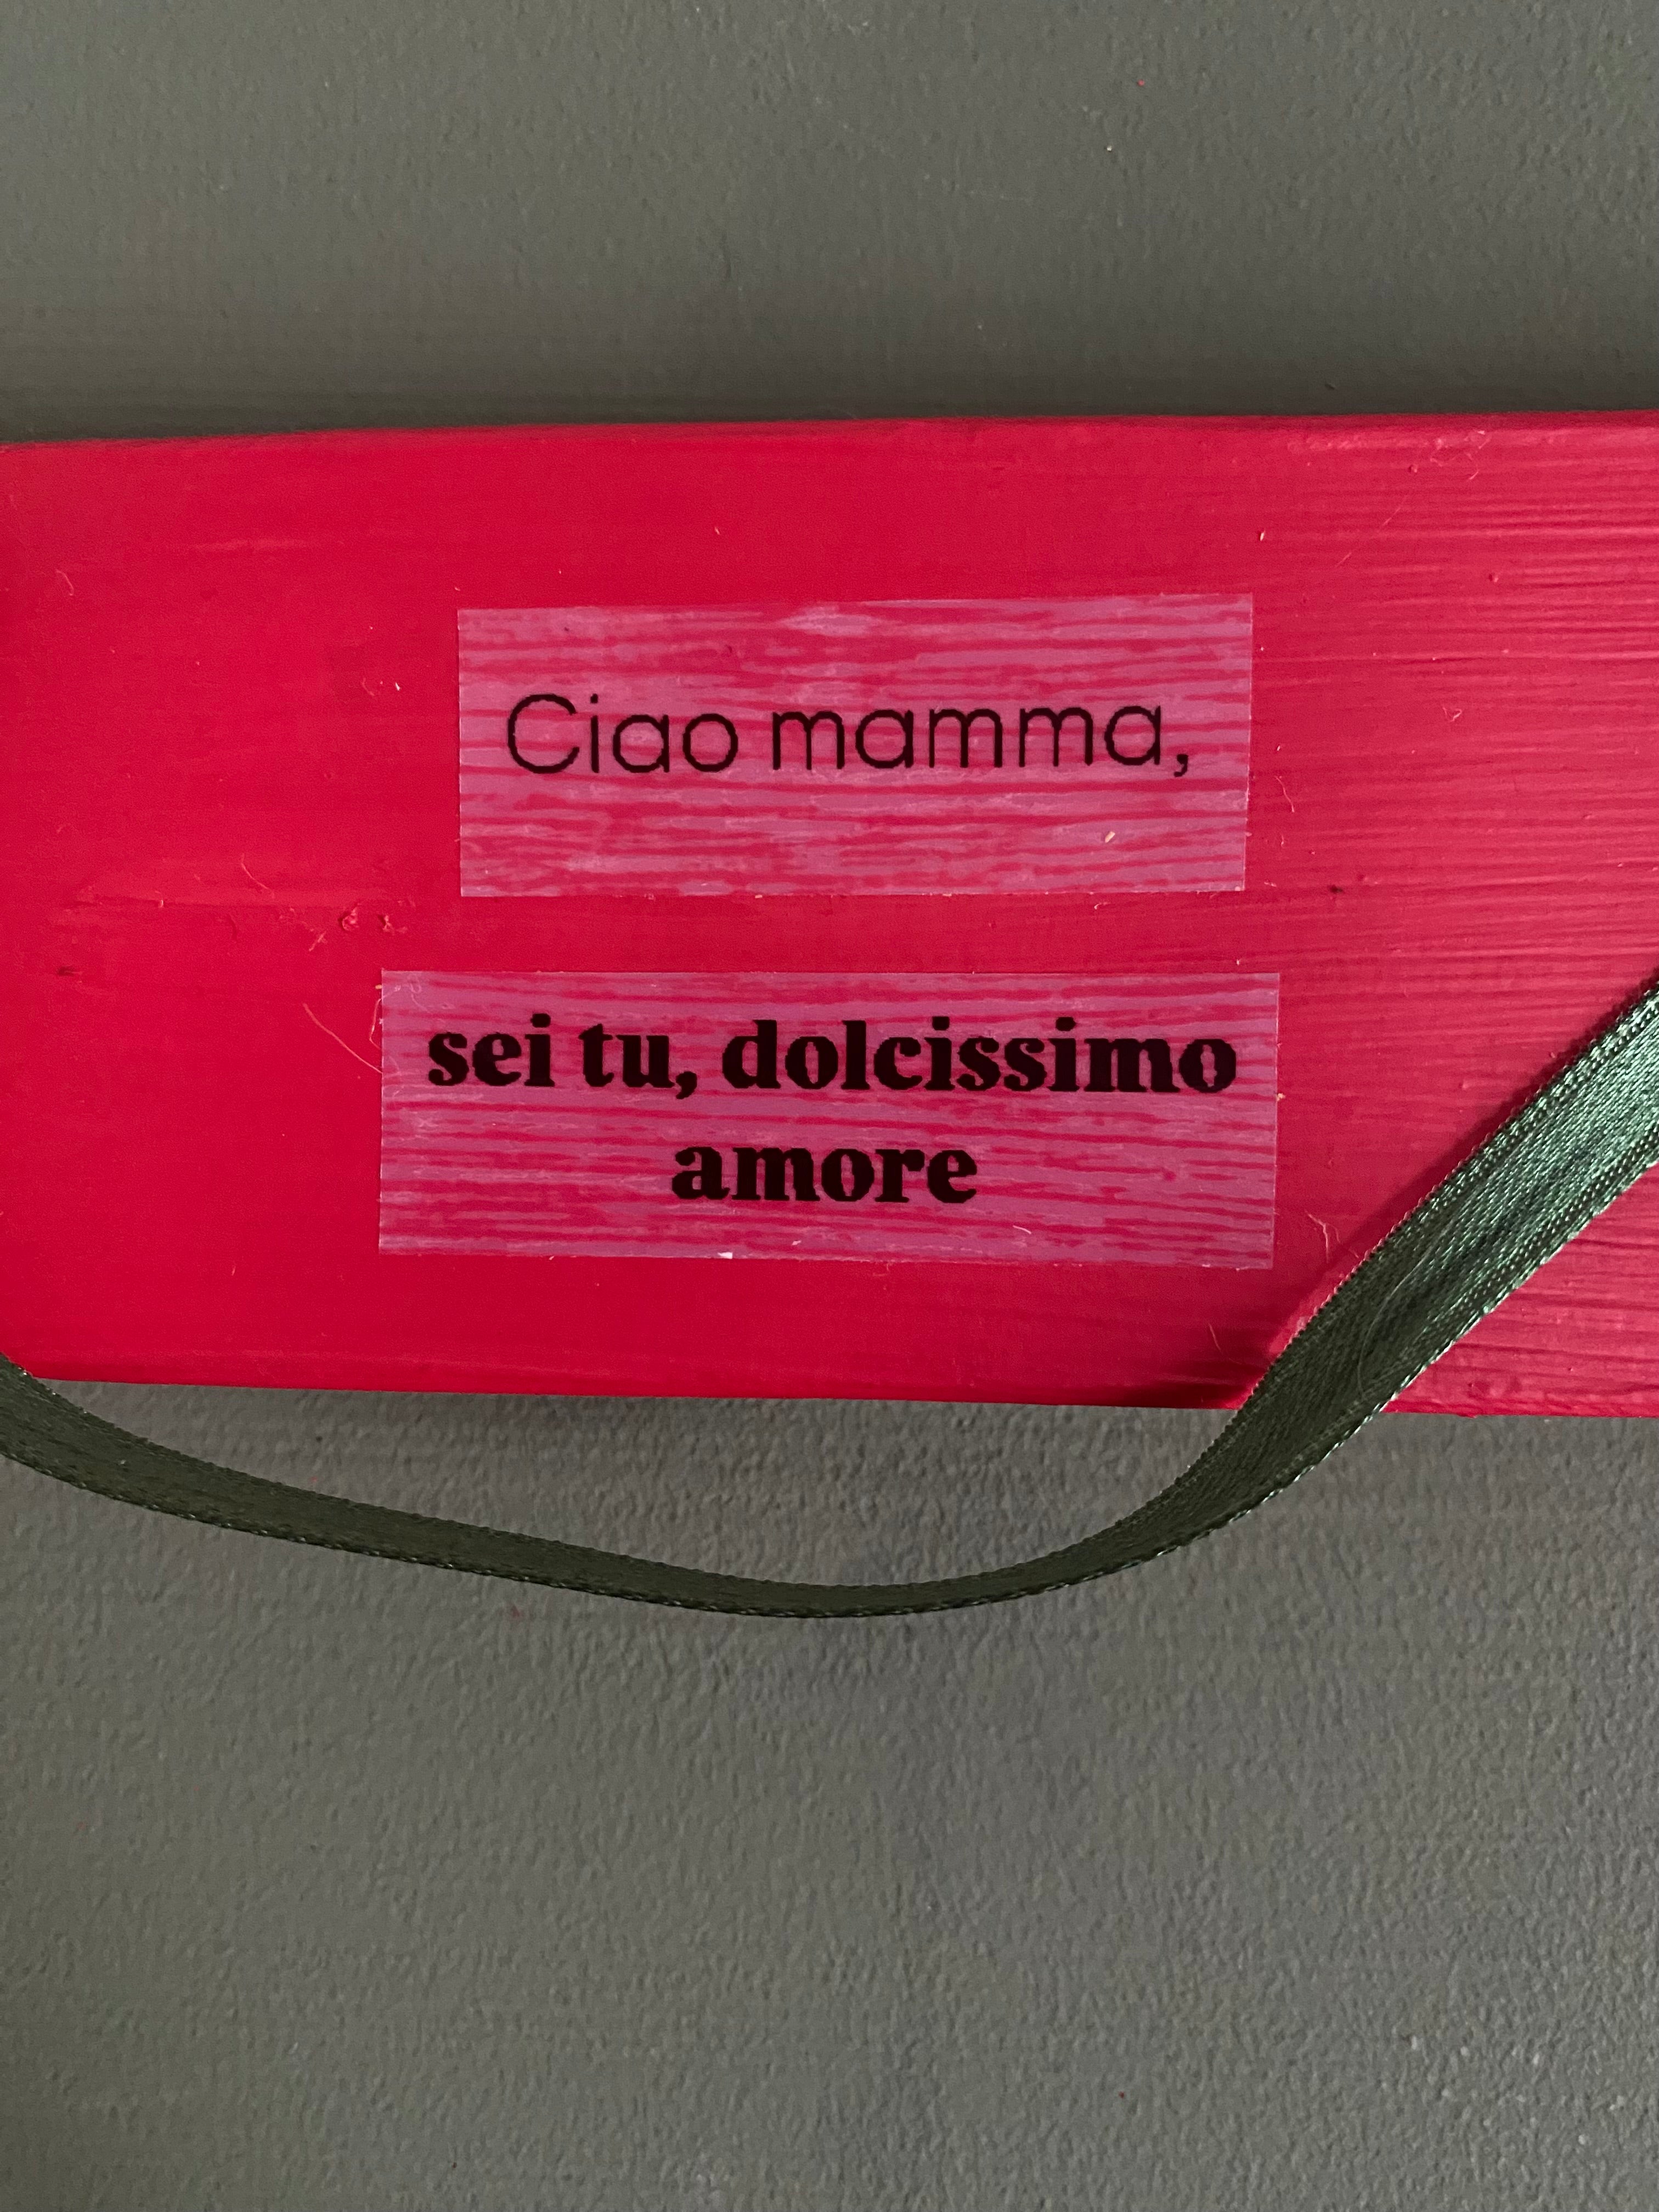 Ciao mamma,
sei tu, dolcissimo
amore